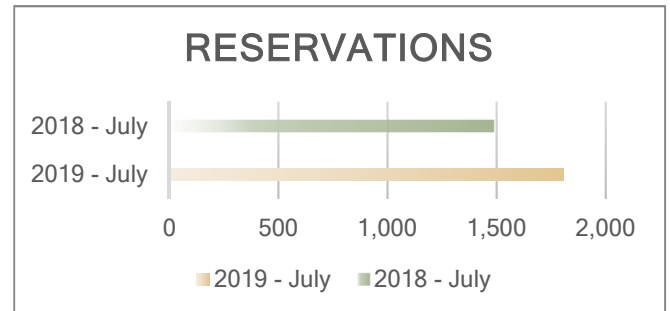 RESERVATIONS
2018 - July
2019 - July
0 500 1,000 1,500 2,000
2019 - July 2018 - July